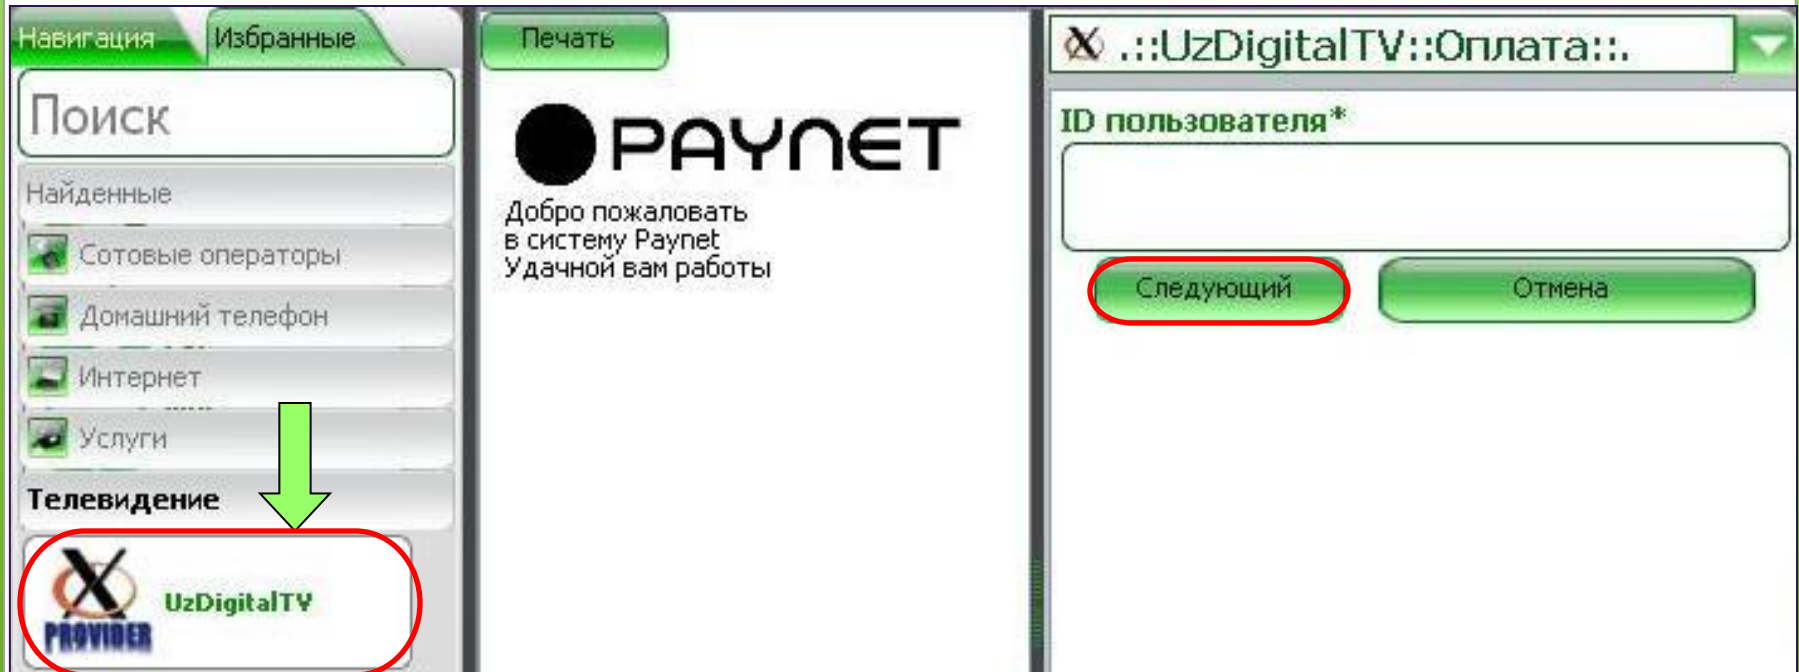 Навигация
Избранные
Поиск
Найденные
Сотовые операторы
Домашний телефон
Интернет
Услуги
Телевидение
PROVIDER
UzDigitalTV
Печать
PAYNET
Добро пожаловать
в систему Paynet
Удачной вам работы
.::UzDigitalTV::Оплата::.
ID пользователя*
Следующий
Отмена